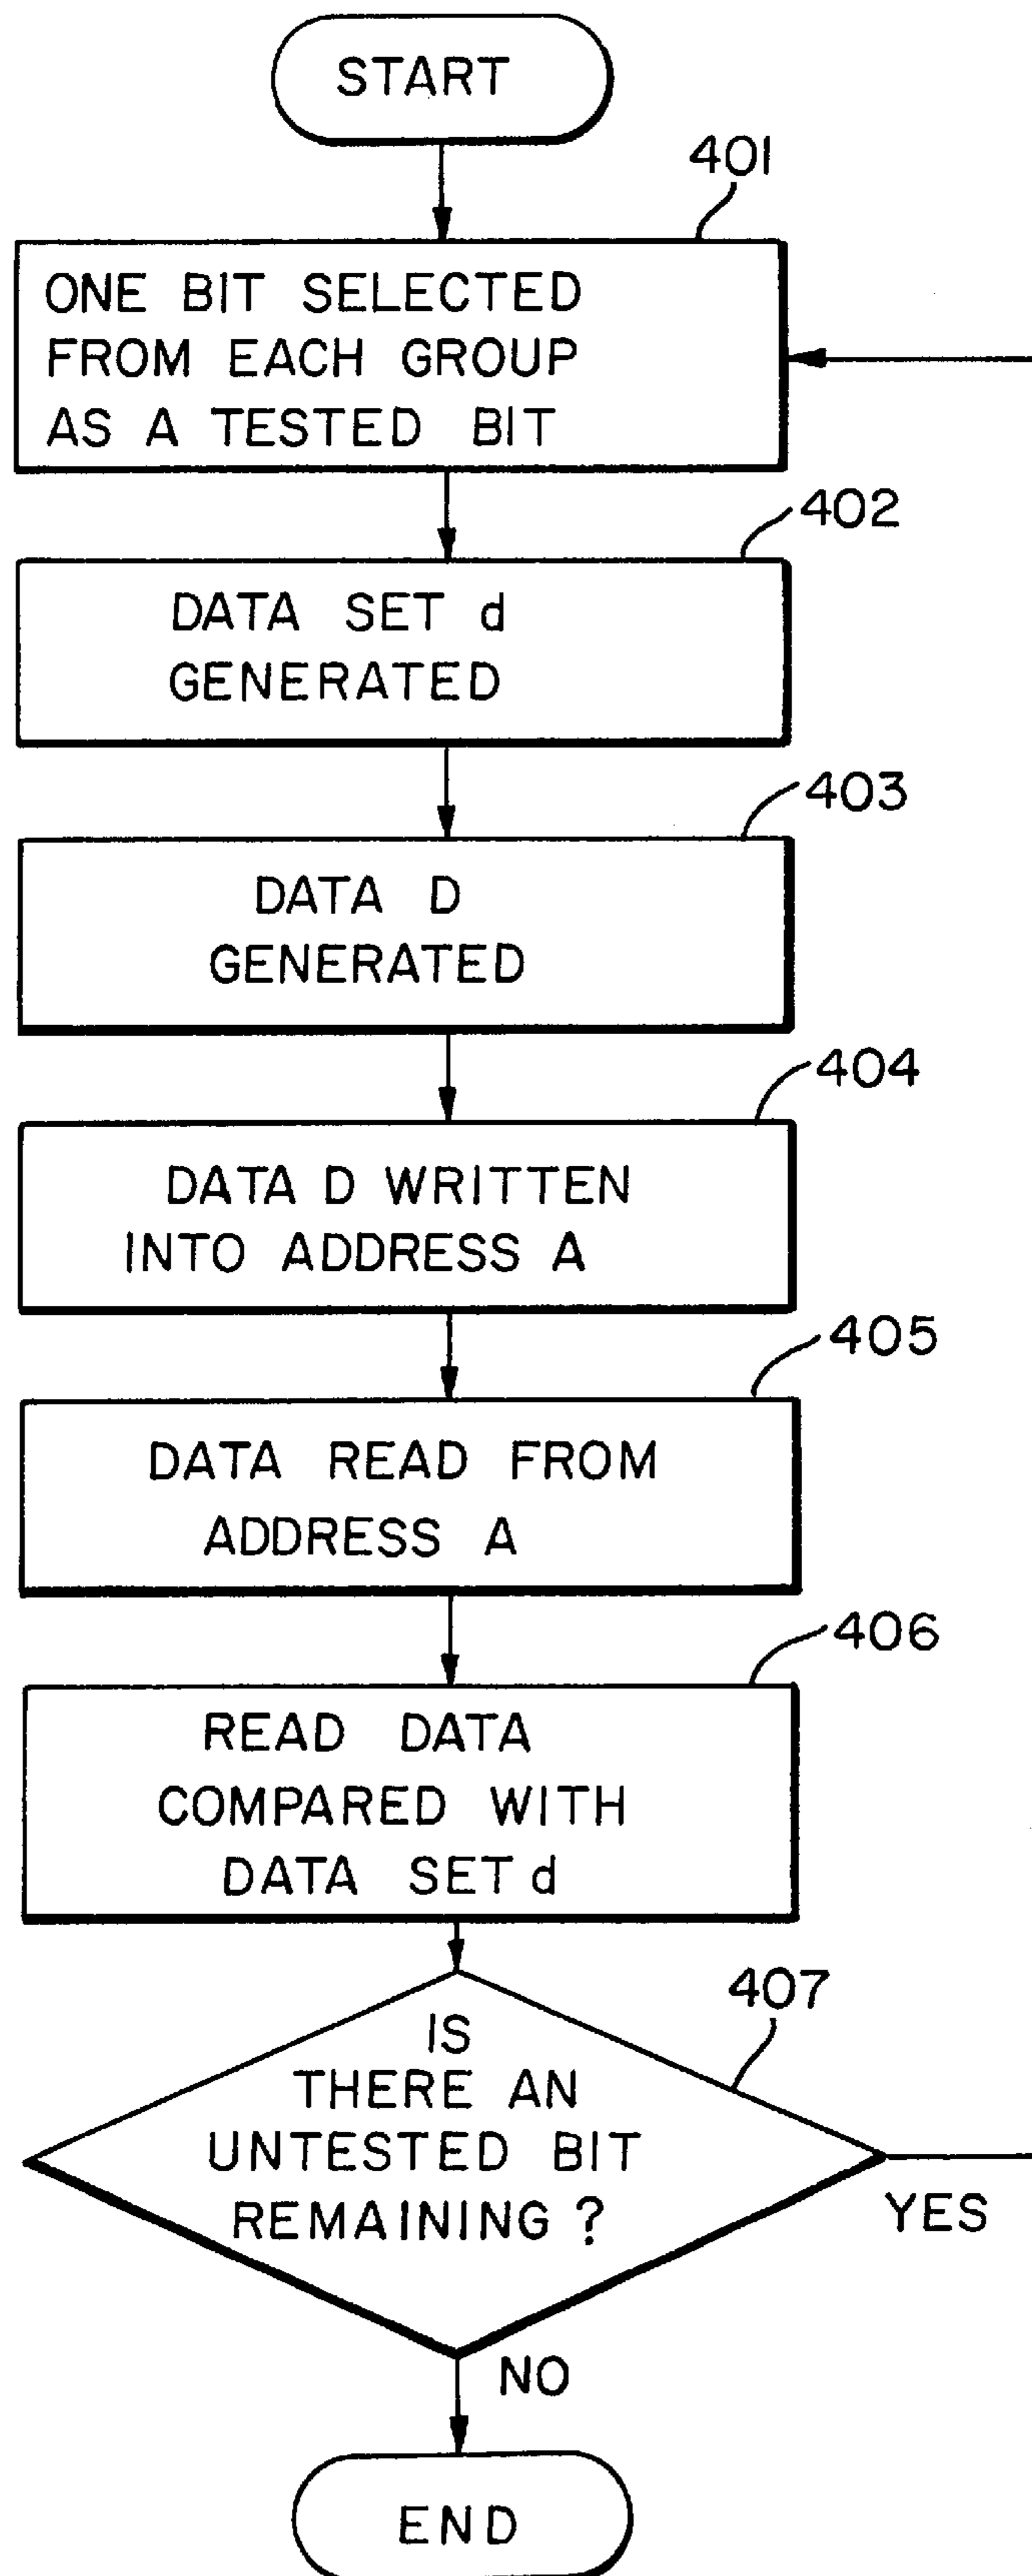 START
401
ONE BIT SELECTED
FROM EACH GROUP
AS A TESTED BIT
402
DATA SET d
GENERATED
403
DATA D
GENERATED
404
DATA D WRITTEN
INTO ADDRESS A
405
DATA READ FROM
ADDRESS A
406
READ DATA
COMPARED WITH
DATA SET d
407
IS
THERE AN
UNTESTED BIT
REMAINING ?
YES
NO
END